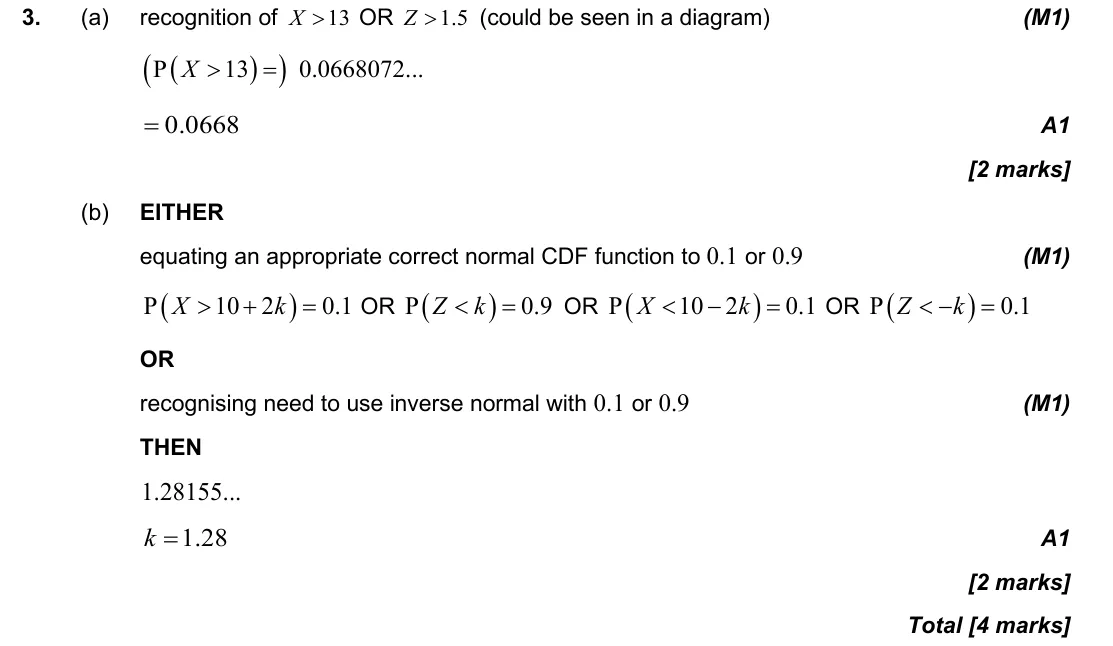 3. (a) recognition of X > 13 OR Z > 1.5 (could be seen in a diagram) (M1)
(P(X > 13) =) 0.0668072...
= 0.0668 A1
[2 marks]
(b) EITHER
equating an appropriate correct normal CDF function to 0.1 or 0.9 (M1)
P(X > 10 + 2k) = 0.1 OR P(Z < k) = 0.9 OR P(X < 10 − 2k) = 0.1 OR P(Z < −k) = 0.1
OR
recognising need to use inverse normal with 0.1 or 0.9 (M1)
THEN
1.28155...
k = 1.28 A1
[2 marks]
Total [4 marks]